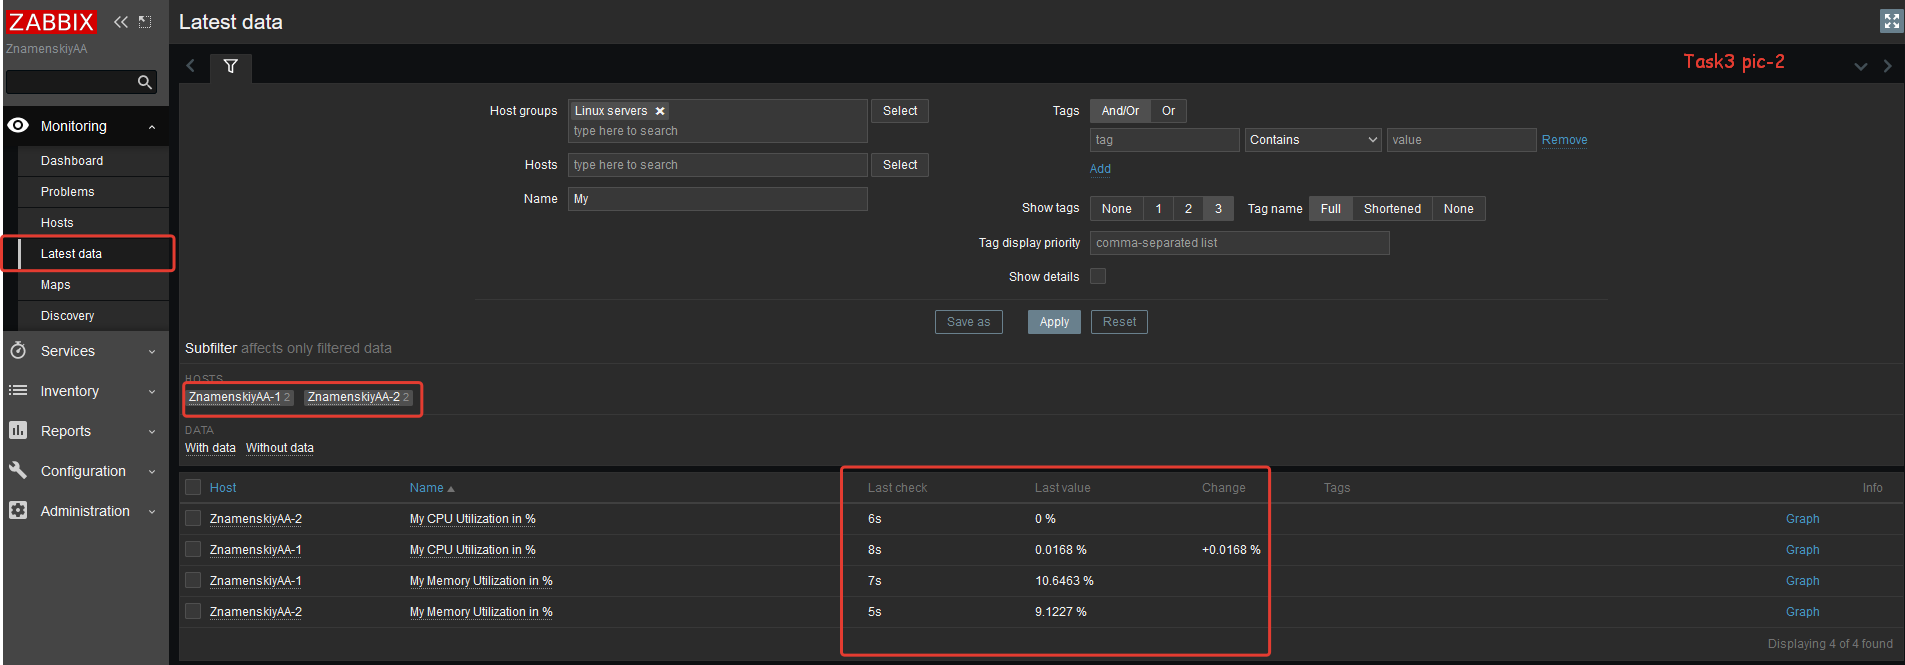 ZABBIX
Latest data
ZnamenskiyAA
Task3 pic-2
Host groups Linux servers type here to search Select
Hosts type here to search Select
Name My
Tags And/Or Or
tag Contains value Remove
Add
Show tags None 1 2 3 Tag name Full Shortened None
Tag display priority comma-separated list
Show details
Save as Apply Reset
Monitoring
Dashboard
Problems
Hosts
Latest data
Maps
Discovery
Services
Inventory
Reports
Configuration
Administration
Subfilter affects only filtered data
HOSTS
ZnamenskiyAA-1 2 ZnamenskiyAA-2 2
DATA
With data Without data
Host Name Last check Last value Change Tags Info
ZnamenskiyAA-2 My CPU Utilization in % 6s 0 % Graph
ZnamenskiyAA-1 My CPU Utilization in % 8s 0.0168 % +0.0168 % Graph
ZnamenskiyAA-1 My Memory Utilization in % 7s 10.6463 % Graph
ZnamenskiyAA-2 My Memory Utilization in % 5s 9.1227 % Graph
Displaying 4 of 4 found